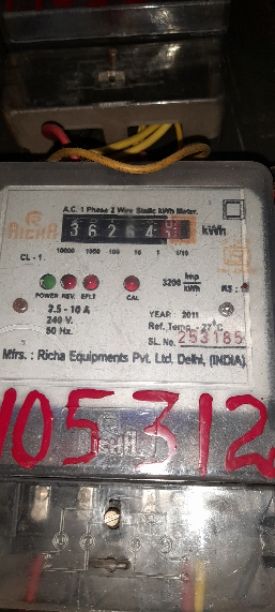 A.C. 1 Phase 2 Wire Static kWh Meter
RICHA 36264 kWh
10000 1000 100 10 1 1/10
CL - 1
3200 Imp/kWh
POWER REV. EFLT CAL
2.5 - 10 A
240 V.
50 Hz.
YEAR 2011
Ref. Temp. - 27°C
SL. No. 253185
Mfrs. : Richa Equipments Pvt. Ltd. Delhi, (INDIA)
105312